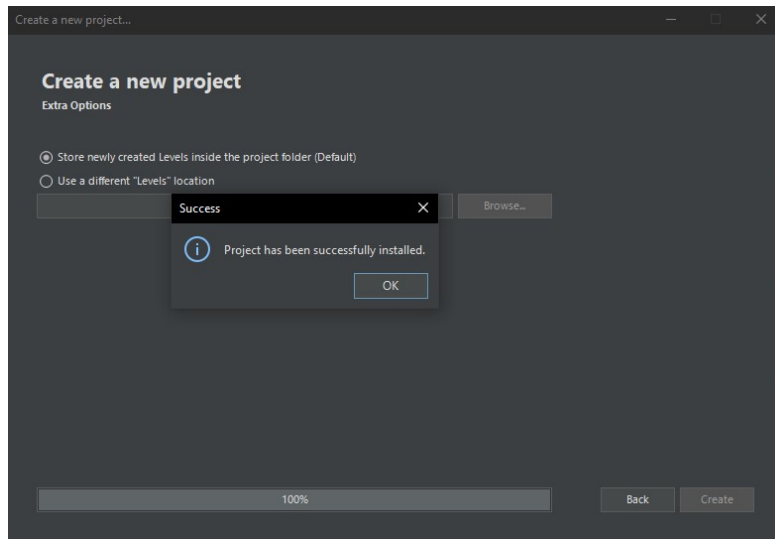 Create a new project...
Create a new project
Extra Options
Store newly created Levels inside the project folder (Default)
Use a different "Levels" location
Browse...
Success
Project has been successfully installed.
OK
100%
Back
Create